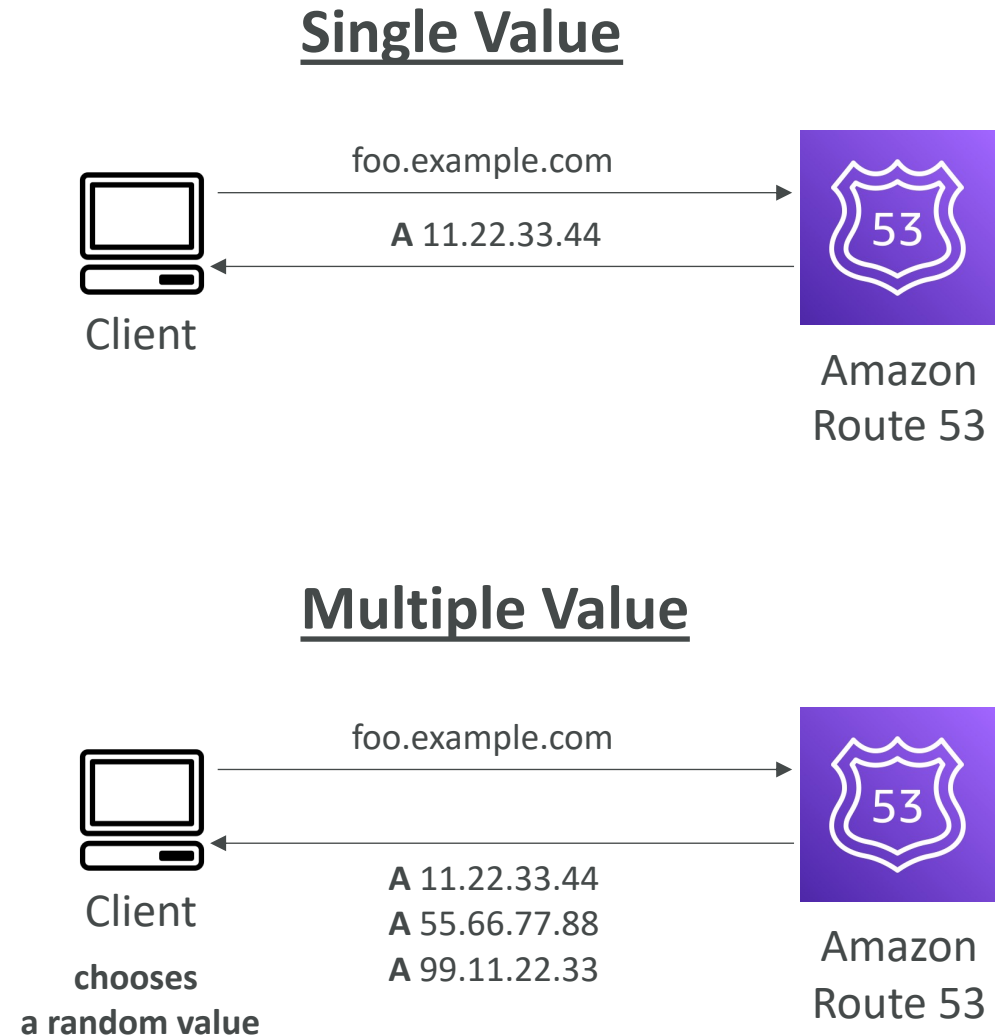 Single Value
foo.example.com
A 11.22.33.44
53
Client
Amazon
Route 53
Multiple Value
foo.example.com
53
A 11.22.33.44
A 55.66.77.88
A 99.11.22.33
Client
chooses
a random value
Amazon
Route 53